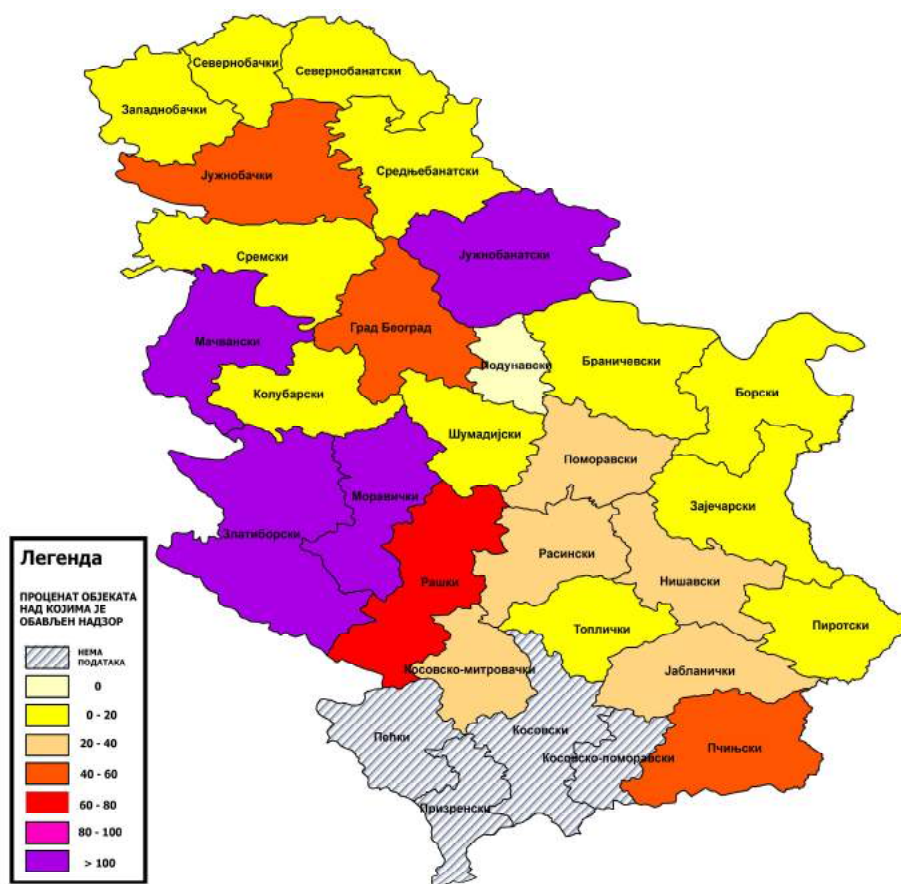 Севернобачки
Севернобанатски
Западнобачки
Јужнобачки
Средњебанатски
Јужнобанатски
Сремски
Град Београд
Мачвански
Подунавски
Браничевски
Борски
Колубарски
Шумадијски
Поморавски
Зајечарски
Моравички
Златиборски
Рашки
Расински
Нишавски
Топлички
Пиротски
Косовско-митровачки
Јабланички
Пећки
Косовски
Косовско-поморавски
Пчињски
Призренски
Легенда
ПРОЦЕНАТ ОБЈЕКАТА
НАД КОЈИМА ЈЕ
ОБАВЉЕН НАДЗОР
НЕМА
ПОДАТАКА
0
0 - 20
20 - 40
40 - 60
60 - 80
80 - 100
> 100